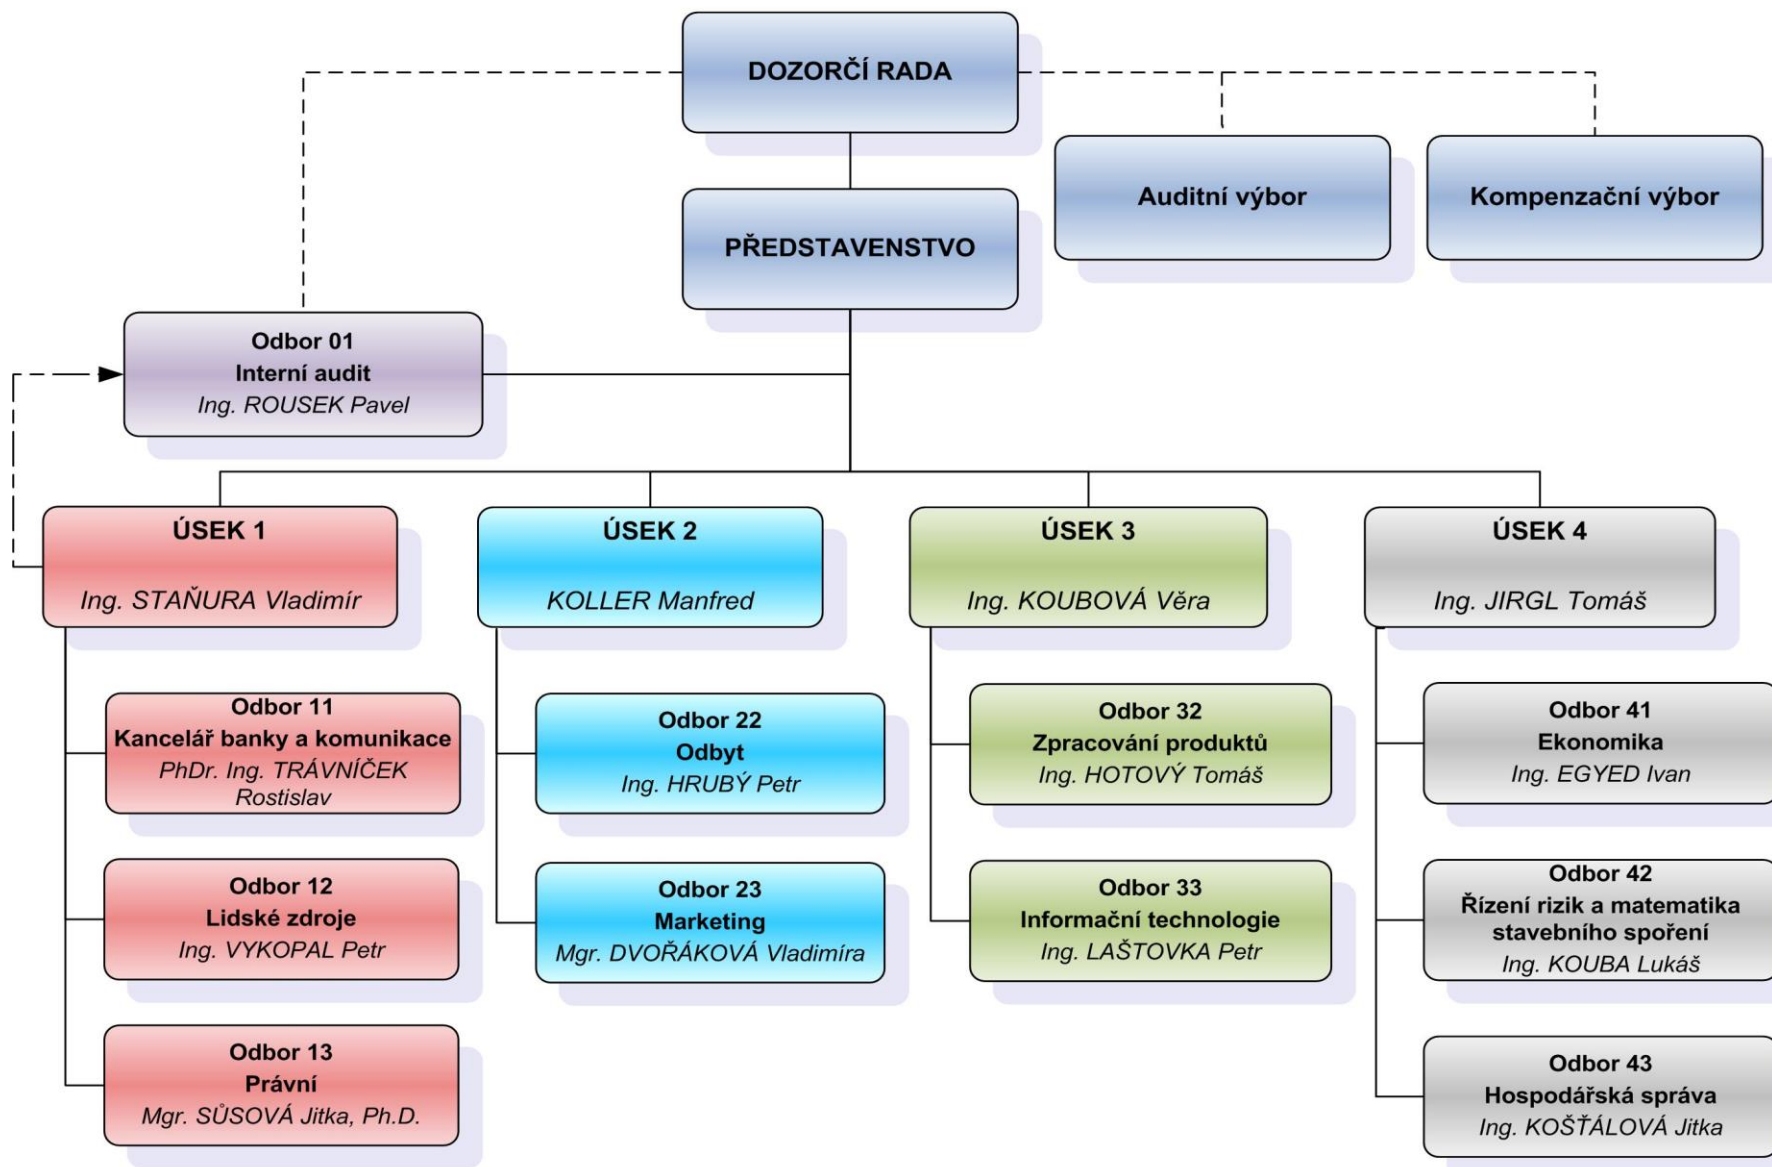 DOZORČÍ RADA
Auditní výbor
Kompenzační výbor
PŘEDSTAVENSTVO
Odbor 01
Interní audit
Ing. ROUSEK Pavel
ÚSEK 1
Ing. STAŇURA Vladimír
ÚSEK 2
KOLLER Manfred
ÚSEK 3
Ing. KOUBOVÁ Věra
ÚSEK 4
Ing. JIRGL Tomáš
Odbor 11
Kancelář banky a komunikace
PhDr. Ing. TRÁVNÍČEK
Rostislav
Odbor 22
Odbyt
Ing. HRUBÝ Petr
Odbor 32
Zpracování produktů
Ing. HOTOVÝ Tomáš
Odbor 41
Ekonomika
Ing. EGYED Ivan
Odbor 12
Lidské zdroje
Ing. VYKOPAL Petr
Odbor 23
Marketing
Mgr. DVOŘÁKOVÁ Vladimíra
Odbor 33
Informační technologie
Ing. LAŠTOVKA Petr
Odbor 42
Řízení rizik a matematika
stavebního spoření
Ing. KOUBA Lukáš
Odbor 13
Právní
Mgr. SŮSOVÁ Jitka, Ph.D.
Odbor 43
Hospodářská správa
Ing. KOŠŤÁLOVÁ Jitka